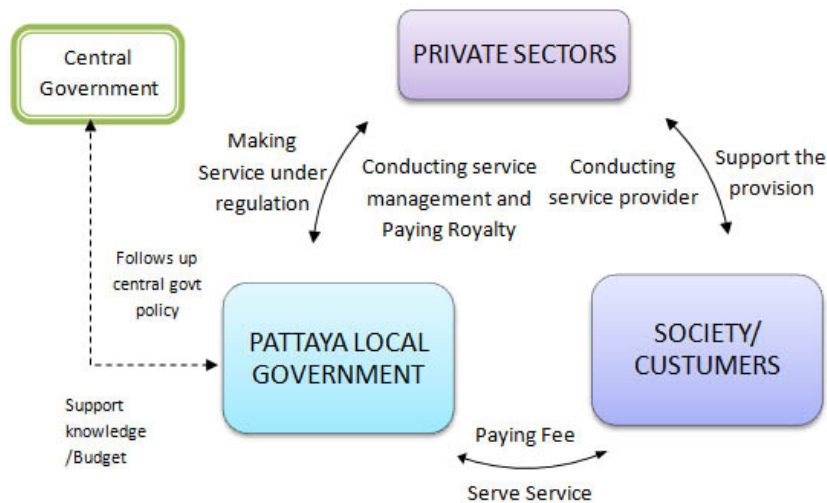 Central
Government
PRIVATE SECTORS
Making
Service under
regulation
Conducting service
management and
Paying Royalty
Conducting
service provider
Support the
provision
Follows up
central govt
policy
PATTAYA LOCAL
GOVERNMENT
SOCIETY/
CUSTUMERS
Support
knowledge
/Budget
Paying Fee
Serve Service